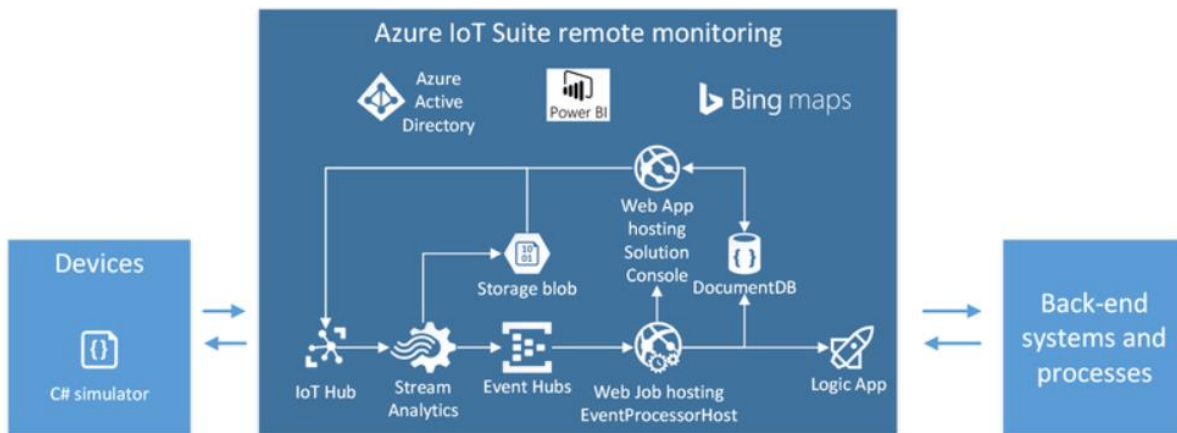 Azure IoT Suite remote monitoring
Azure
Active
Directory
Power BI
Bing maps
Web App
hosting
Solution
Console
10
01
Storage blob
{ }
DocumentDB
Devices
{}
C# simulator
IoT Hub
Stream
Analytics
Event Hubs
Web Job hosting
EventProcessorHost
Logic App
Back-end
systems and
processes